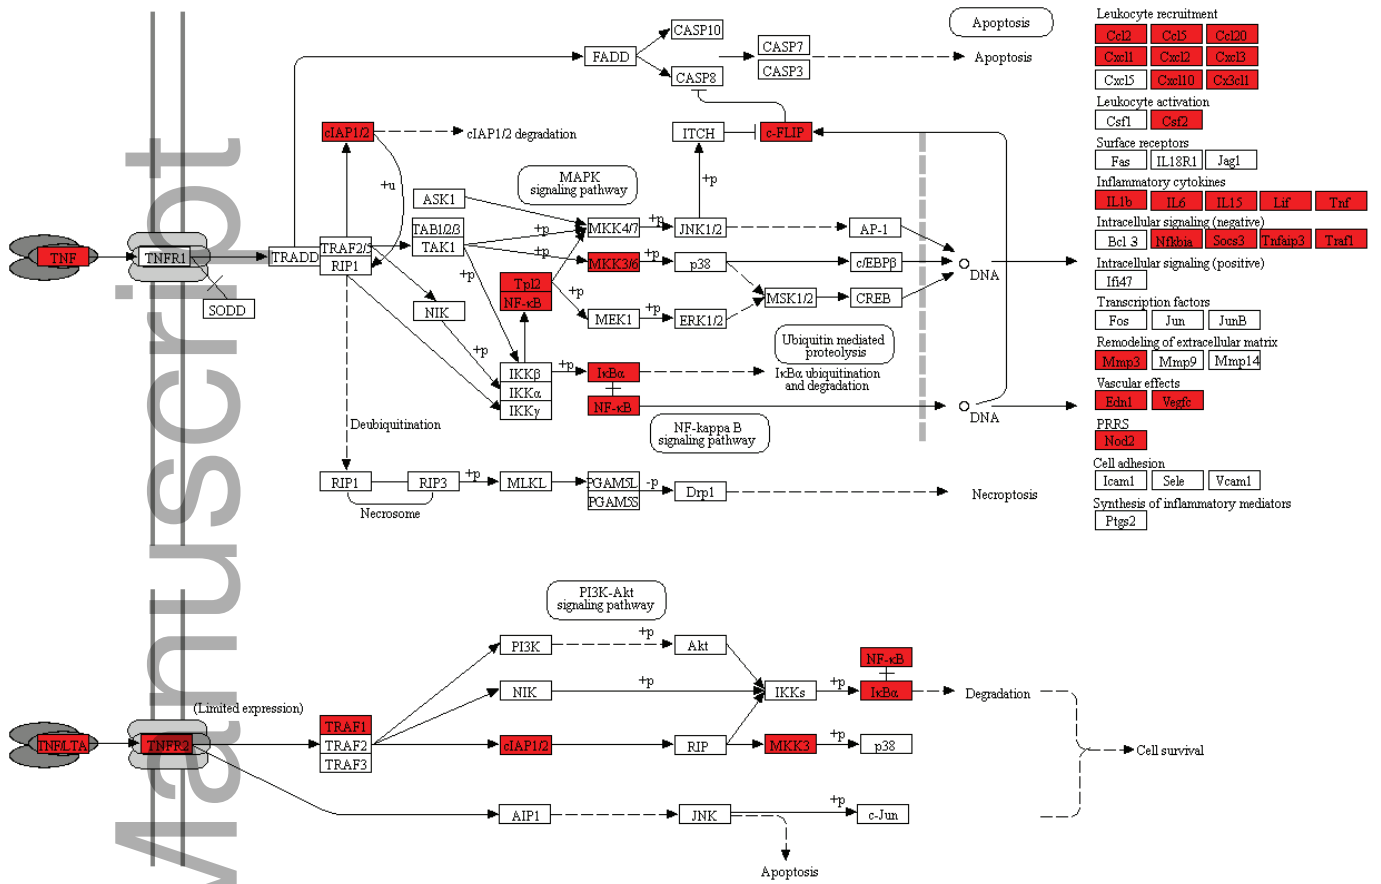 Apoptosis
Leukocyte recruitment
CASP10
Ccl2 Ccl5 Ccl20
FADD
CASP7
Apoptosis
Cxcl1 Cxcl2 Cxcl3
CASP8
CASP3
Cxcl5 Cxcl10 Cx3cl1
Leukocyte activation
cIAP1/2
cIAP1/2 degradation
ITCH
c-FLIP
Csf1 Csf2
Surface receptors
Fas IL18R1 Jag1
MAPK
signaling pathway
+p
+u
ASK1
Inflammatory cytokines
IL1b IL6 IL15 Lif Tnf
TAB1/2/3
TAK1
MKK4/7
+p
JNK1/2
AP-1
Intracellular signaling (negative)
Bcl 3 Nfkbia Socs3 Tnfaip3 Traf1
TNF
TNFR1
TRADD
TRAF2/5
RIP1
+p
+p
MKK3/6
+p
p38
c/EBPβ
DNA
Intracellular signaling (positive)
Ifi47
SODD
+p
Tpl2
NF-κB
NIK
+p
MSK1/2
CREB
Transcription factors
Fos Jun JunB
MEK1
+p
ERK1/2
+p
+p
Ubiquitin mediated
proteolysis
Remodeling of extracellular matrix
Mmp3 Mmp9 Mmp14
IKKβ
IKKα
IKKγ
+p
IκBα
IκBα ubiquitination
and degradation
NF-κB
DNA
Vascular effects
Edn1 Vegfc
Deubiquitination
NF-kappa B
signaling pathway
PRRS
Nod2
RIP1
RIP3
+p
MLKL
PGAM5L
PGAM5S
-p
Drp1
Necroptosis
Necrosome
Cell adhesion
Icam1 Sele Vcam1
Synthesis of inflammatory mediators
Ptgs2
PI3K-Akt
signaling pathway
PI3K
+p
Akt
NF-κB
NIK
+p
IKKs
+p
IκBα
Degradation
(Limited expression)
TNF/LTA
TNFR2
TRAF1
TRAF2
TRAF3
cIAP1/2
RIP
MKK3
+p
p38
Cell survival
AIP1
JNK
+p
c-Jun
Apoptosis
Manuscript